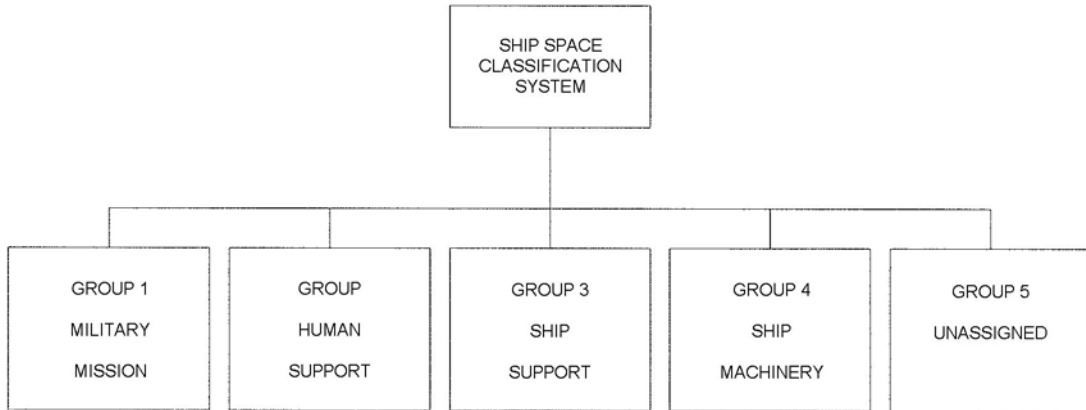 SHIP SPACE
CLASSIFICATION
SYSTEM
GROUP 1
MILITARY
MISSION
GROUP
HUMAN
SUPPORT
GROUP 3
SHIP
SUPPORT
GROUP 4
SHIP
MACHINERY
GROUP 5
UNASSIGNED